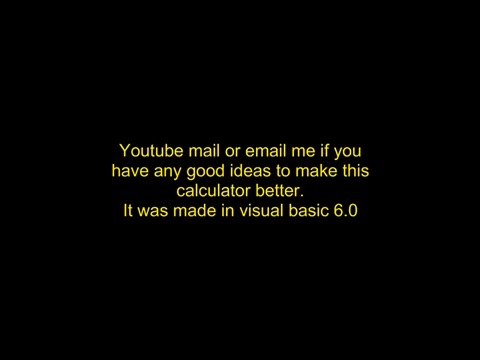 Youtube mail or email me if you
have any good ideas to make this
calculator better.
It was made in visual basic 6.0